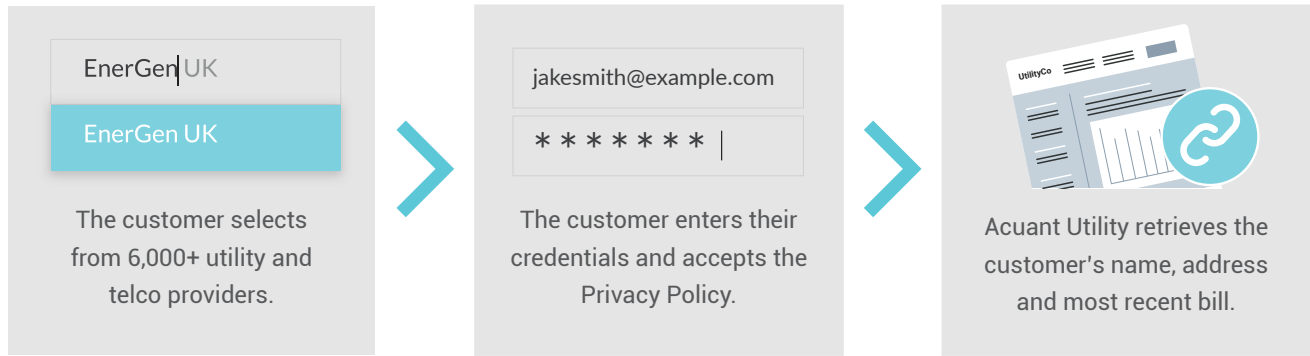 EnerGen UK
EnerGen UK
The customer selects
from 6,000+ utility and
telco providers.
jakesmith@example.com
* * * * * * *
The customer enters their
credentials and accepts the
Privacy Policy.
UtilityCo
Acuant Utility retrieves the
customer's name, address
and most recent bill.